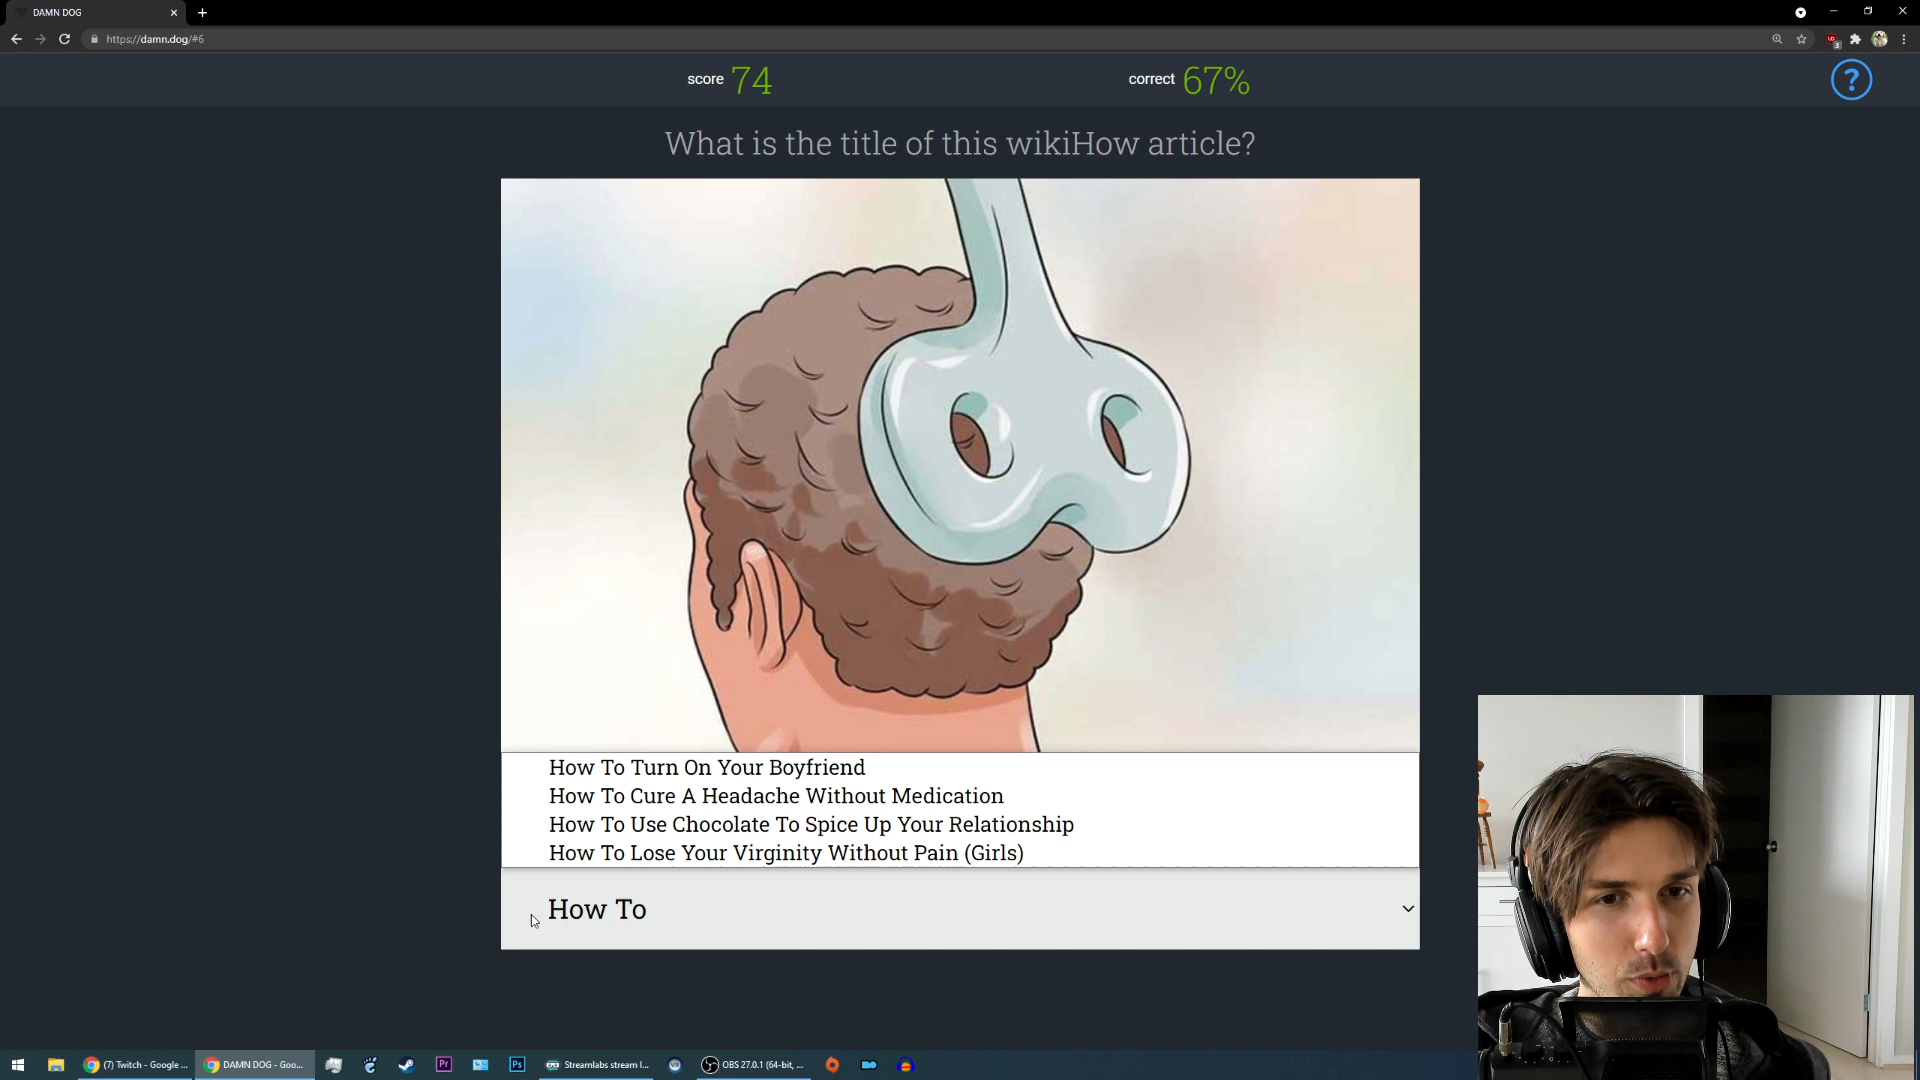 DAMN DOG
https://damn.dog/#6
score 74
correct 67%
?
What is the title of this wikiHow article?
How To Turn On Your Boyfriend
How To Cure A Headache Without Medication
How To Use Chocolate To Spice Up Your Relationship
How To Lose Your Virginity Without Pain (Girls)
How To
(7) Twitch - Google ...
DAMN DOG - Goo...
Pr
Ps
Streamlabs stream l...
OBS 27.0.1 (64-bit, ...